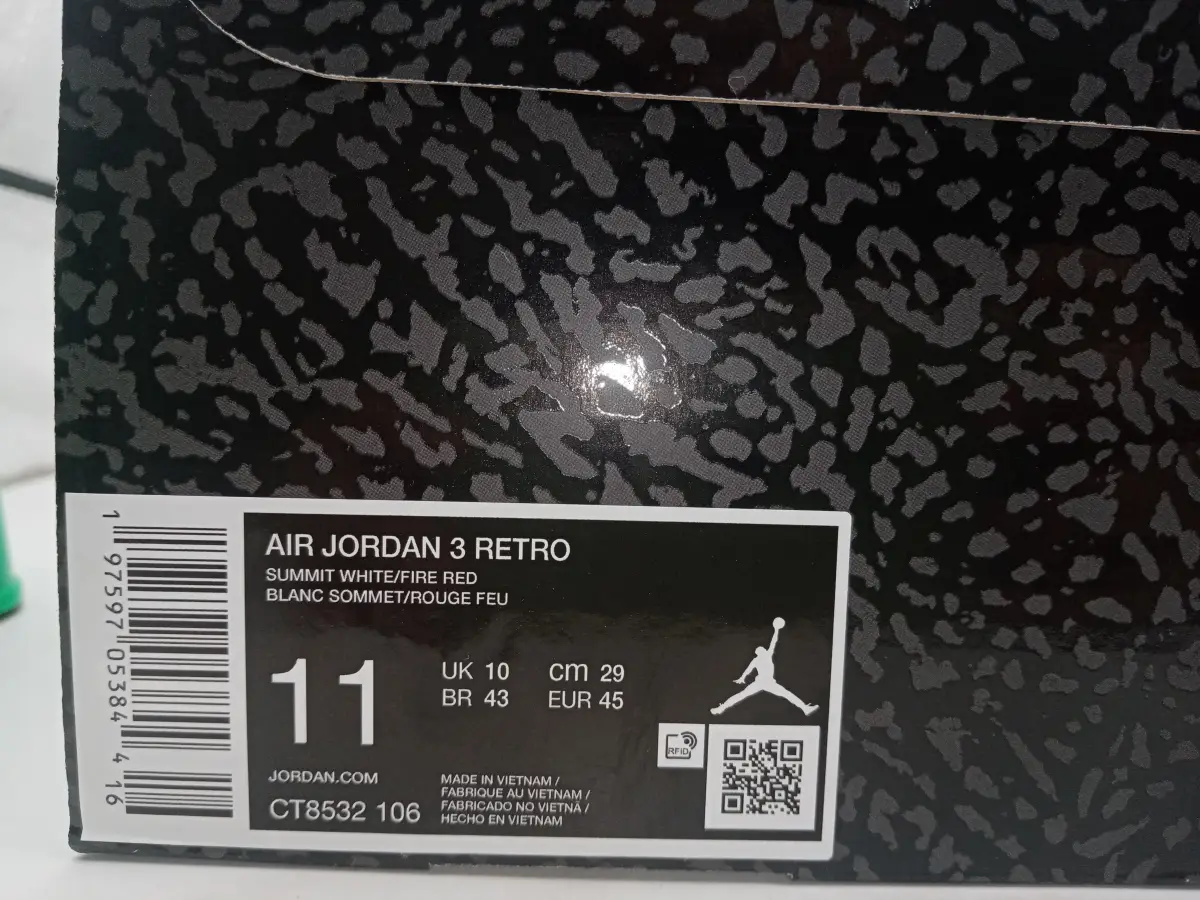 1 97597 05384 4 16
AIR JORDAN 3 RETRO
SUMMIT WHITE/FIRE RED
BLANC SOMMET/ROUGE FEU
11
UK 10 cm 29
BR 43 EUR 45
RFID
JORDAN.COM
CT8532 106
MADE IN VIETNAM /
FABRIQUE AU VIETNAM /
FABRICADO NO VIETNÃ /
HECHO EN VIETNAM